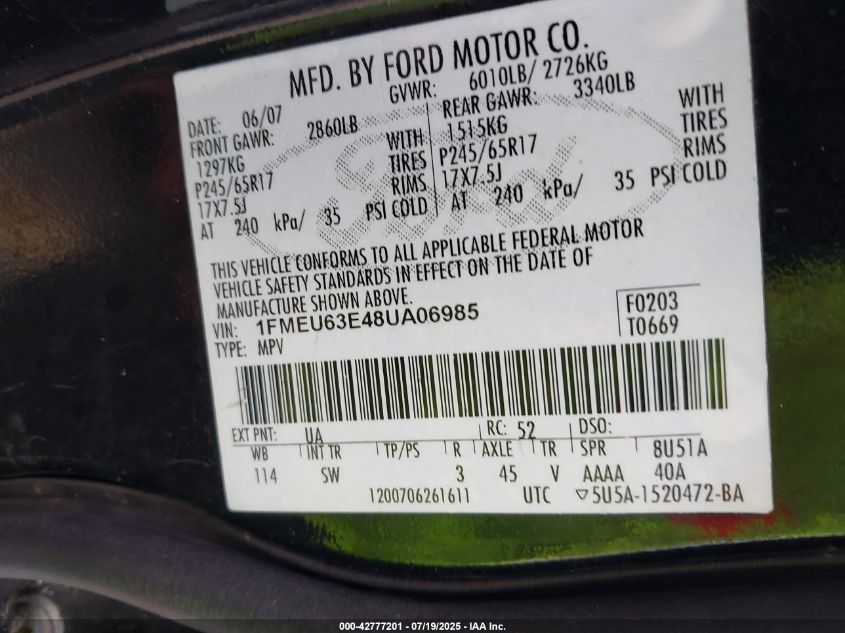 MFD. BY FORD MOTOR CO.
DATE: 06/07 GVWR: 6010LB/ 2726KG
FRONT GAWR: 2860LB REAR GAWR: 3340LB
1297KG WITH 1515KG WITH
P245/65R17 TIRES P245/65R17 TIRES
17X7.5J RIMS 17X7.5J RIMS
AT 240 kPa/ 35 PSI COLD AT 240 kPa/ 35 PSI COLD
Ford
THIS VEHICLE CONFORMS TO ALL APPLICABLE FEDERAL MOTOR
VEHICLE SAFETY STANDARDS IN EFFECT ON THE DATE OF
MANUFACTURE SHOWN ABOVE.
VIN: 1FMEU63E48UA06985 F0203
TYPE: MPV T0669
EXT PNT: UA RC: 52 DSO:
WB INT TR TP/PS R AXLE TR SPR 8U51A
114 SW 3 45 V AAAA 40A
1200706261611 UTC ▽5U5A-1520472-BA
000-42777201 - 07/19/2025 - IAA Inc.